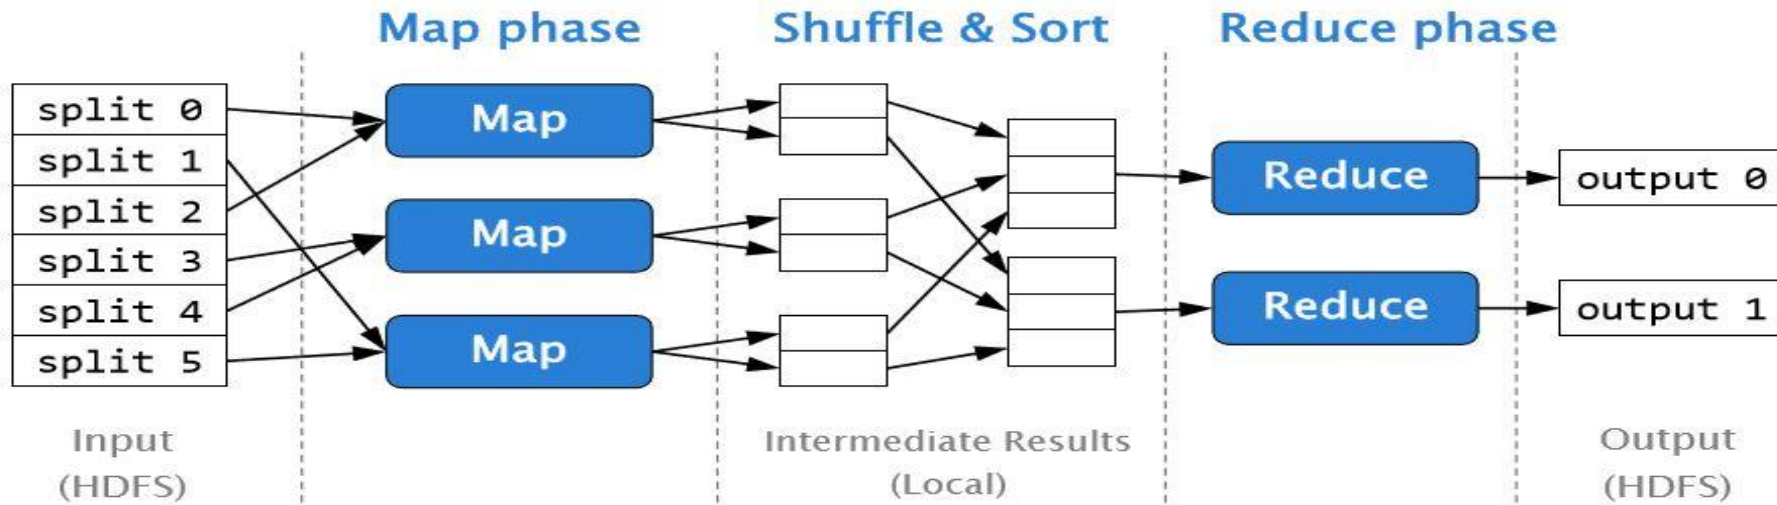 Map phase
Shuffle & Sort
Reduce phase
split 0
split 1
split 2
split 3
split 4
split 5
Map
Map
Map
Reduce
Reduce
output 0
output 1
Input
(HDFS)
Intermediate Results
(Local)
Output
(HDFS)